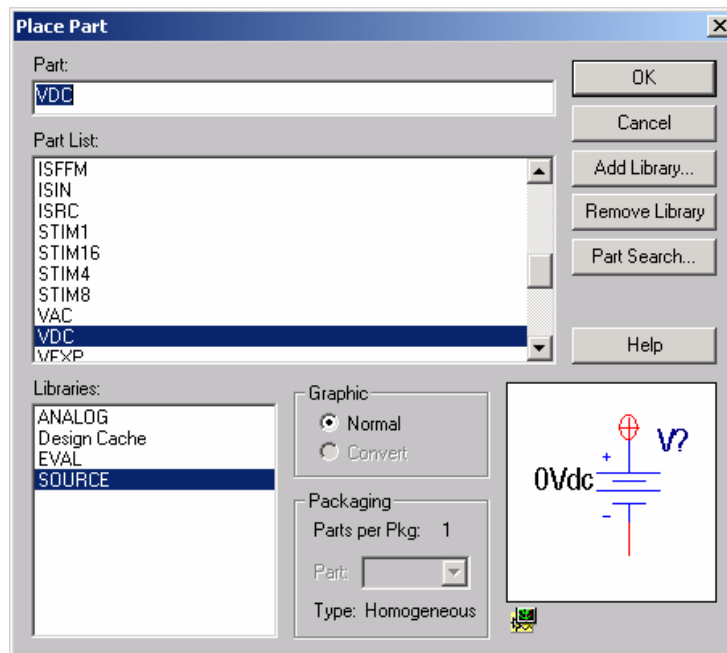 Place Part
Part:
VDC
Part List:
ISFFM
ISIN
ISRC
STIM1
STIM16
STIM4
STIM8
VAC
VDC
VEXP
OK
Cancel
Add Library...
Remove Library
Part Search...
Help
Libraries:
ANALOG
Design Cache
EVAL
SOURCE
Graphic
Normal
Convert
Packaging
Parts per Pkg: 1
Part:
Type: Homogeneous
V?
+
0Vdc
-